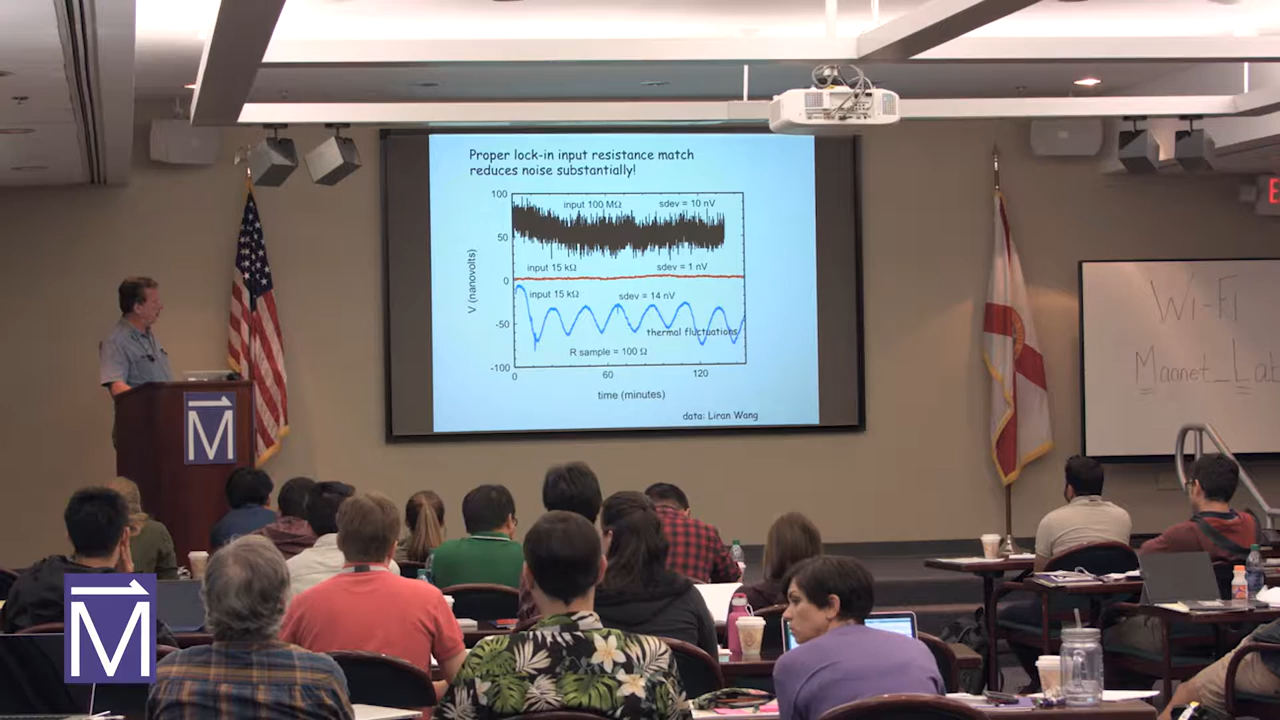 Proper lock-in input resistance match
reduces noise substantially!
100
input 100 MΩ
sdev = 10 nV
50
V (nanovolts)
input 15 kΩ
sdev = 1 nV
0
input 15 kΩ
sdev = 14 nV
-50
thermal fluctuations
R sample = 100 Ω
-100
0
60
120
time (minutes)
data: Liran Wang
Wi-Fi
Magnet_Lab
E
M
M